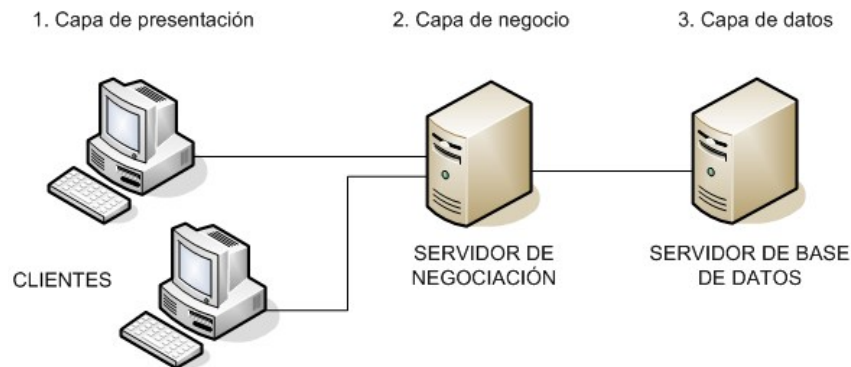 1. Capa de presentación
2. Capa de negocio
3. Capa de datos
CLIENTES
SERVIDOR DE
NEGOCIACIÓN
SERVIDOR DE BASE
DE DATOS